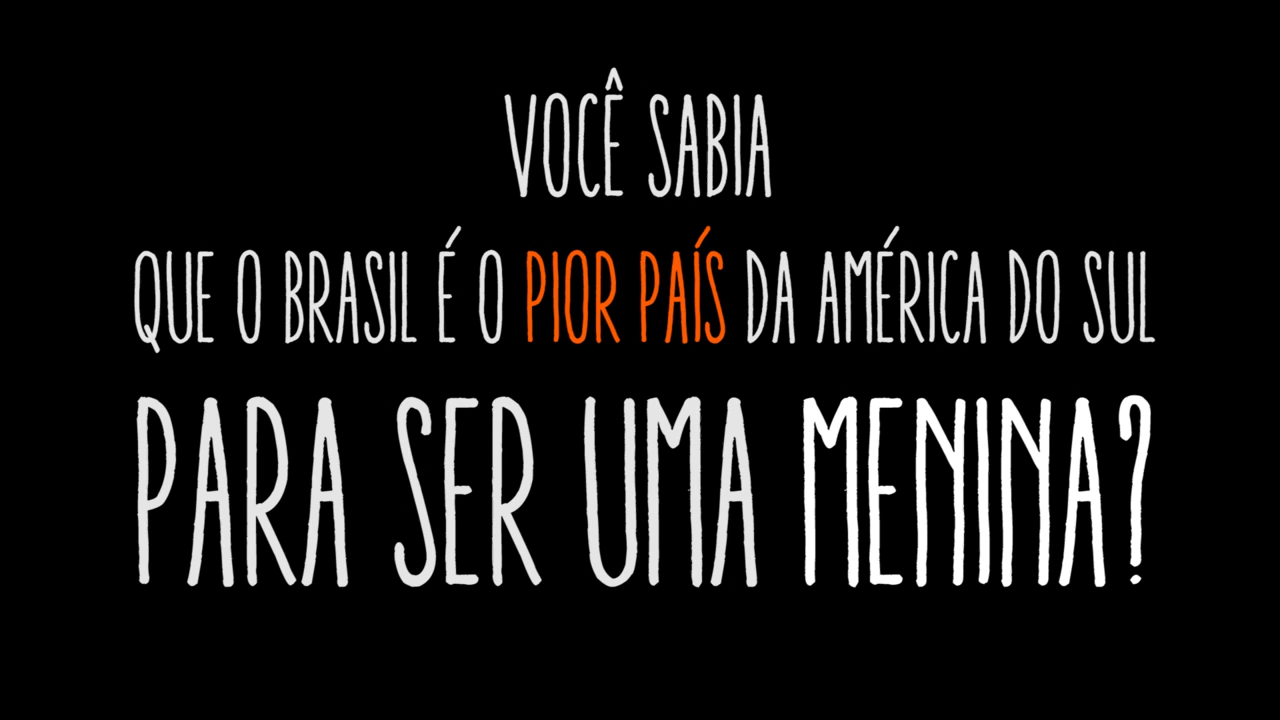 VOCÊ SABIA
QUE O BRASIL É O PIOR PAÍS DA AMÉRICA DO SUL
PARA SER UMA MENINA?